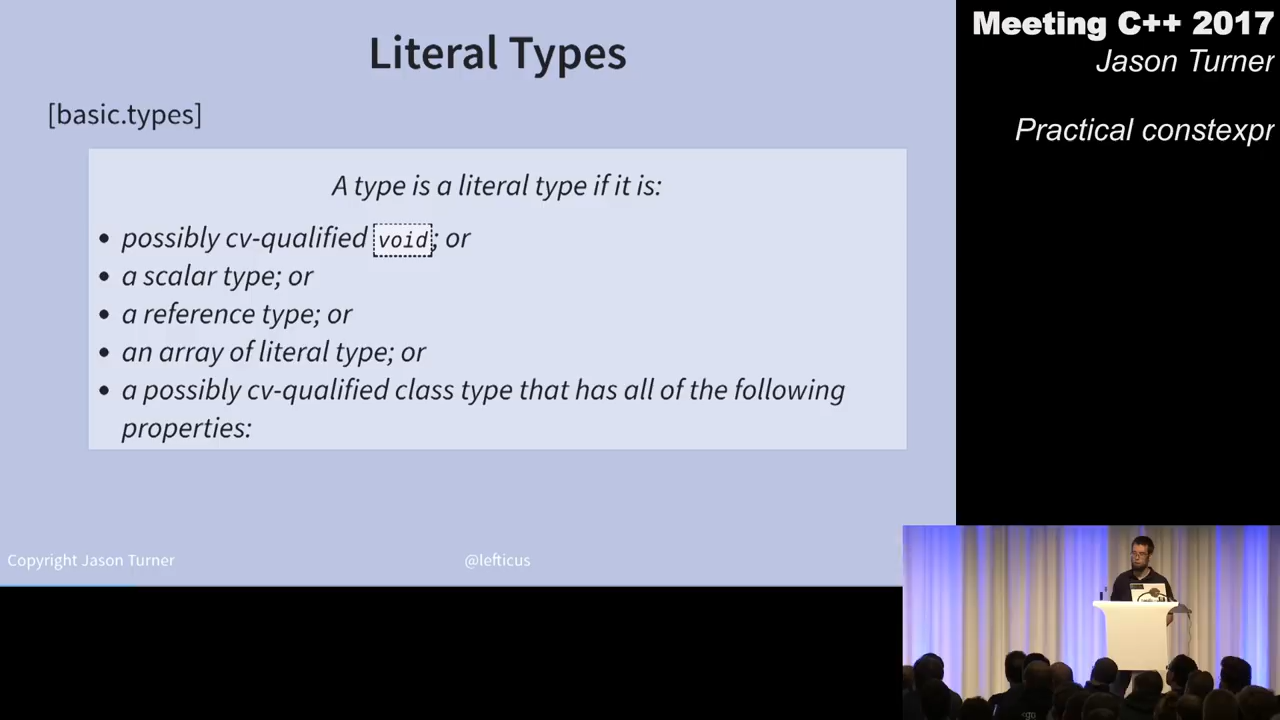 Literal Types
[basic.types]
A type is a literal type if it is:
• possibly cv-qualified void; or
• a scalar type; or
• a reference type; or
• an array of literal type; or
• a possibly cv-qualified class type that has all of the following
properties:
Copyright Jason Turner
@lefticus
Meeting C++ 2017
Jason Turner
Practical constexpr